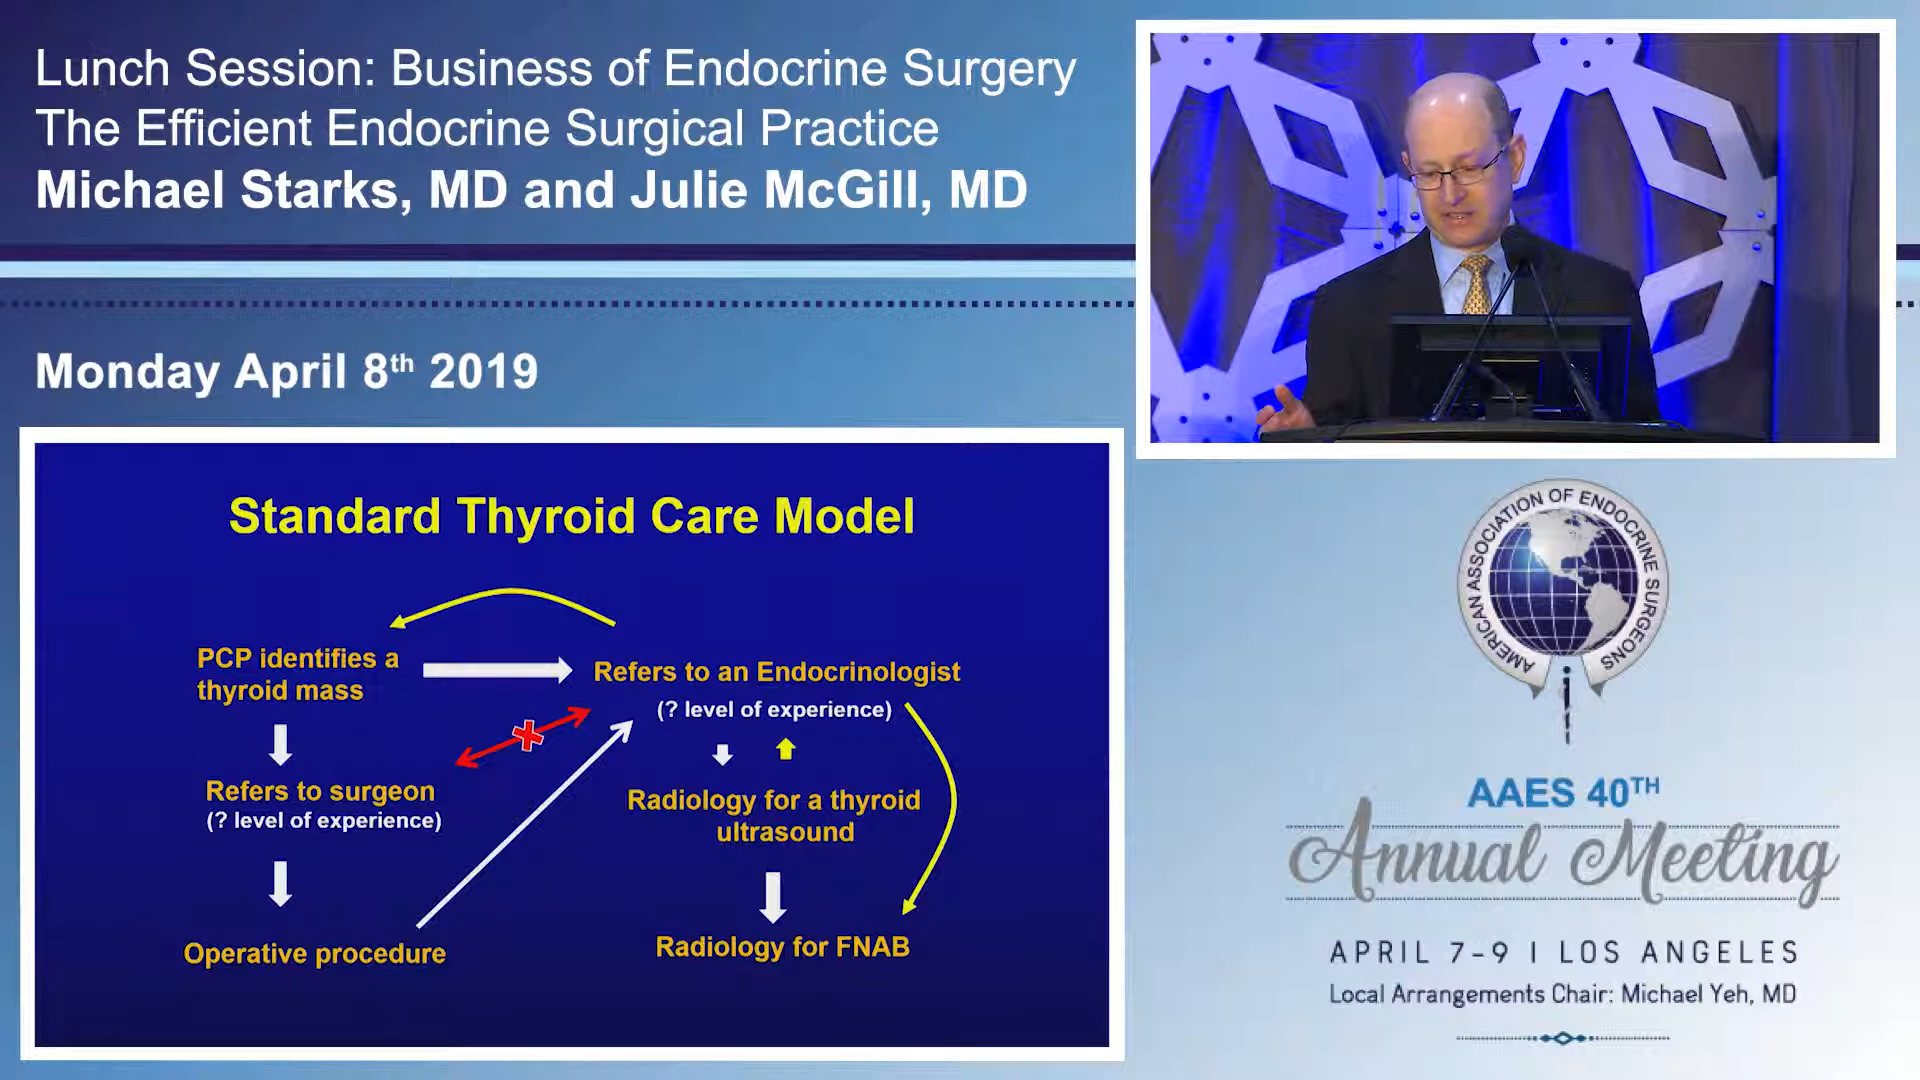 Lunch Session: Business of Endocrine Surgery
The Efficient Endocrine Surgical Practice
Michael Starks, MD and Julie McGill, MD
Monday April 8th 2019
Standard Thyroid Care Model
PCP identifies a
thyroid mass
Refers to an Endocrinologist
(? level of experience)
Refers to surgeon
(? level of experience)
Radiology for a thyroid
ultrasound
Operative procedure
Radiology for FNAB
AMERICAN ASSOCIATION OF ENDOCRINE SURGEONS
AAES 40TH
Annual Meeting
APRIL 7-9 | LOS ANGELES
Local Arrangements Chair: Michael Yeh, MD